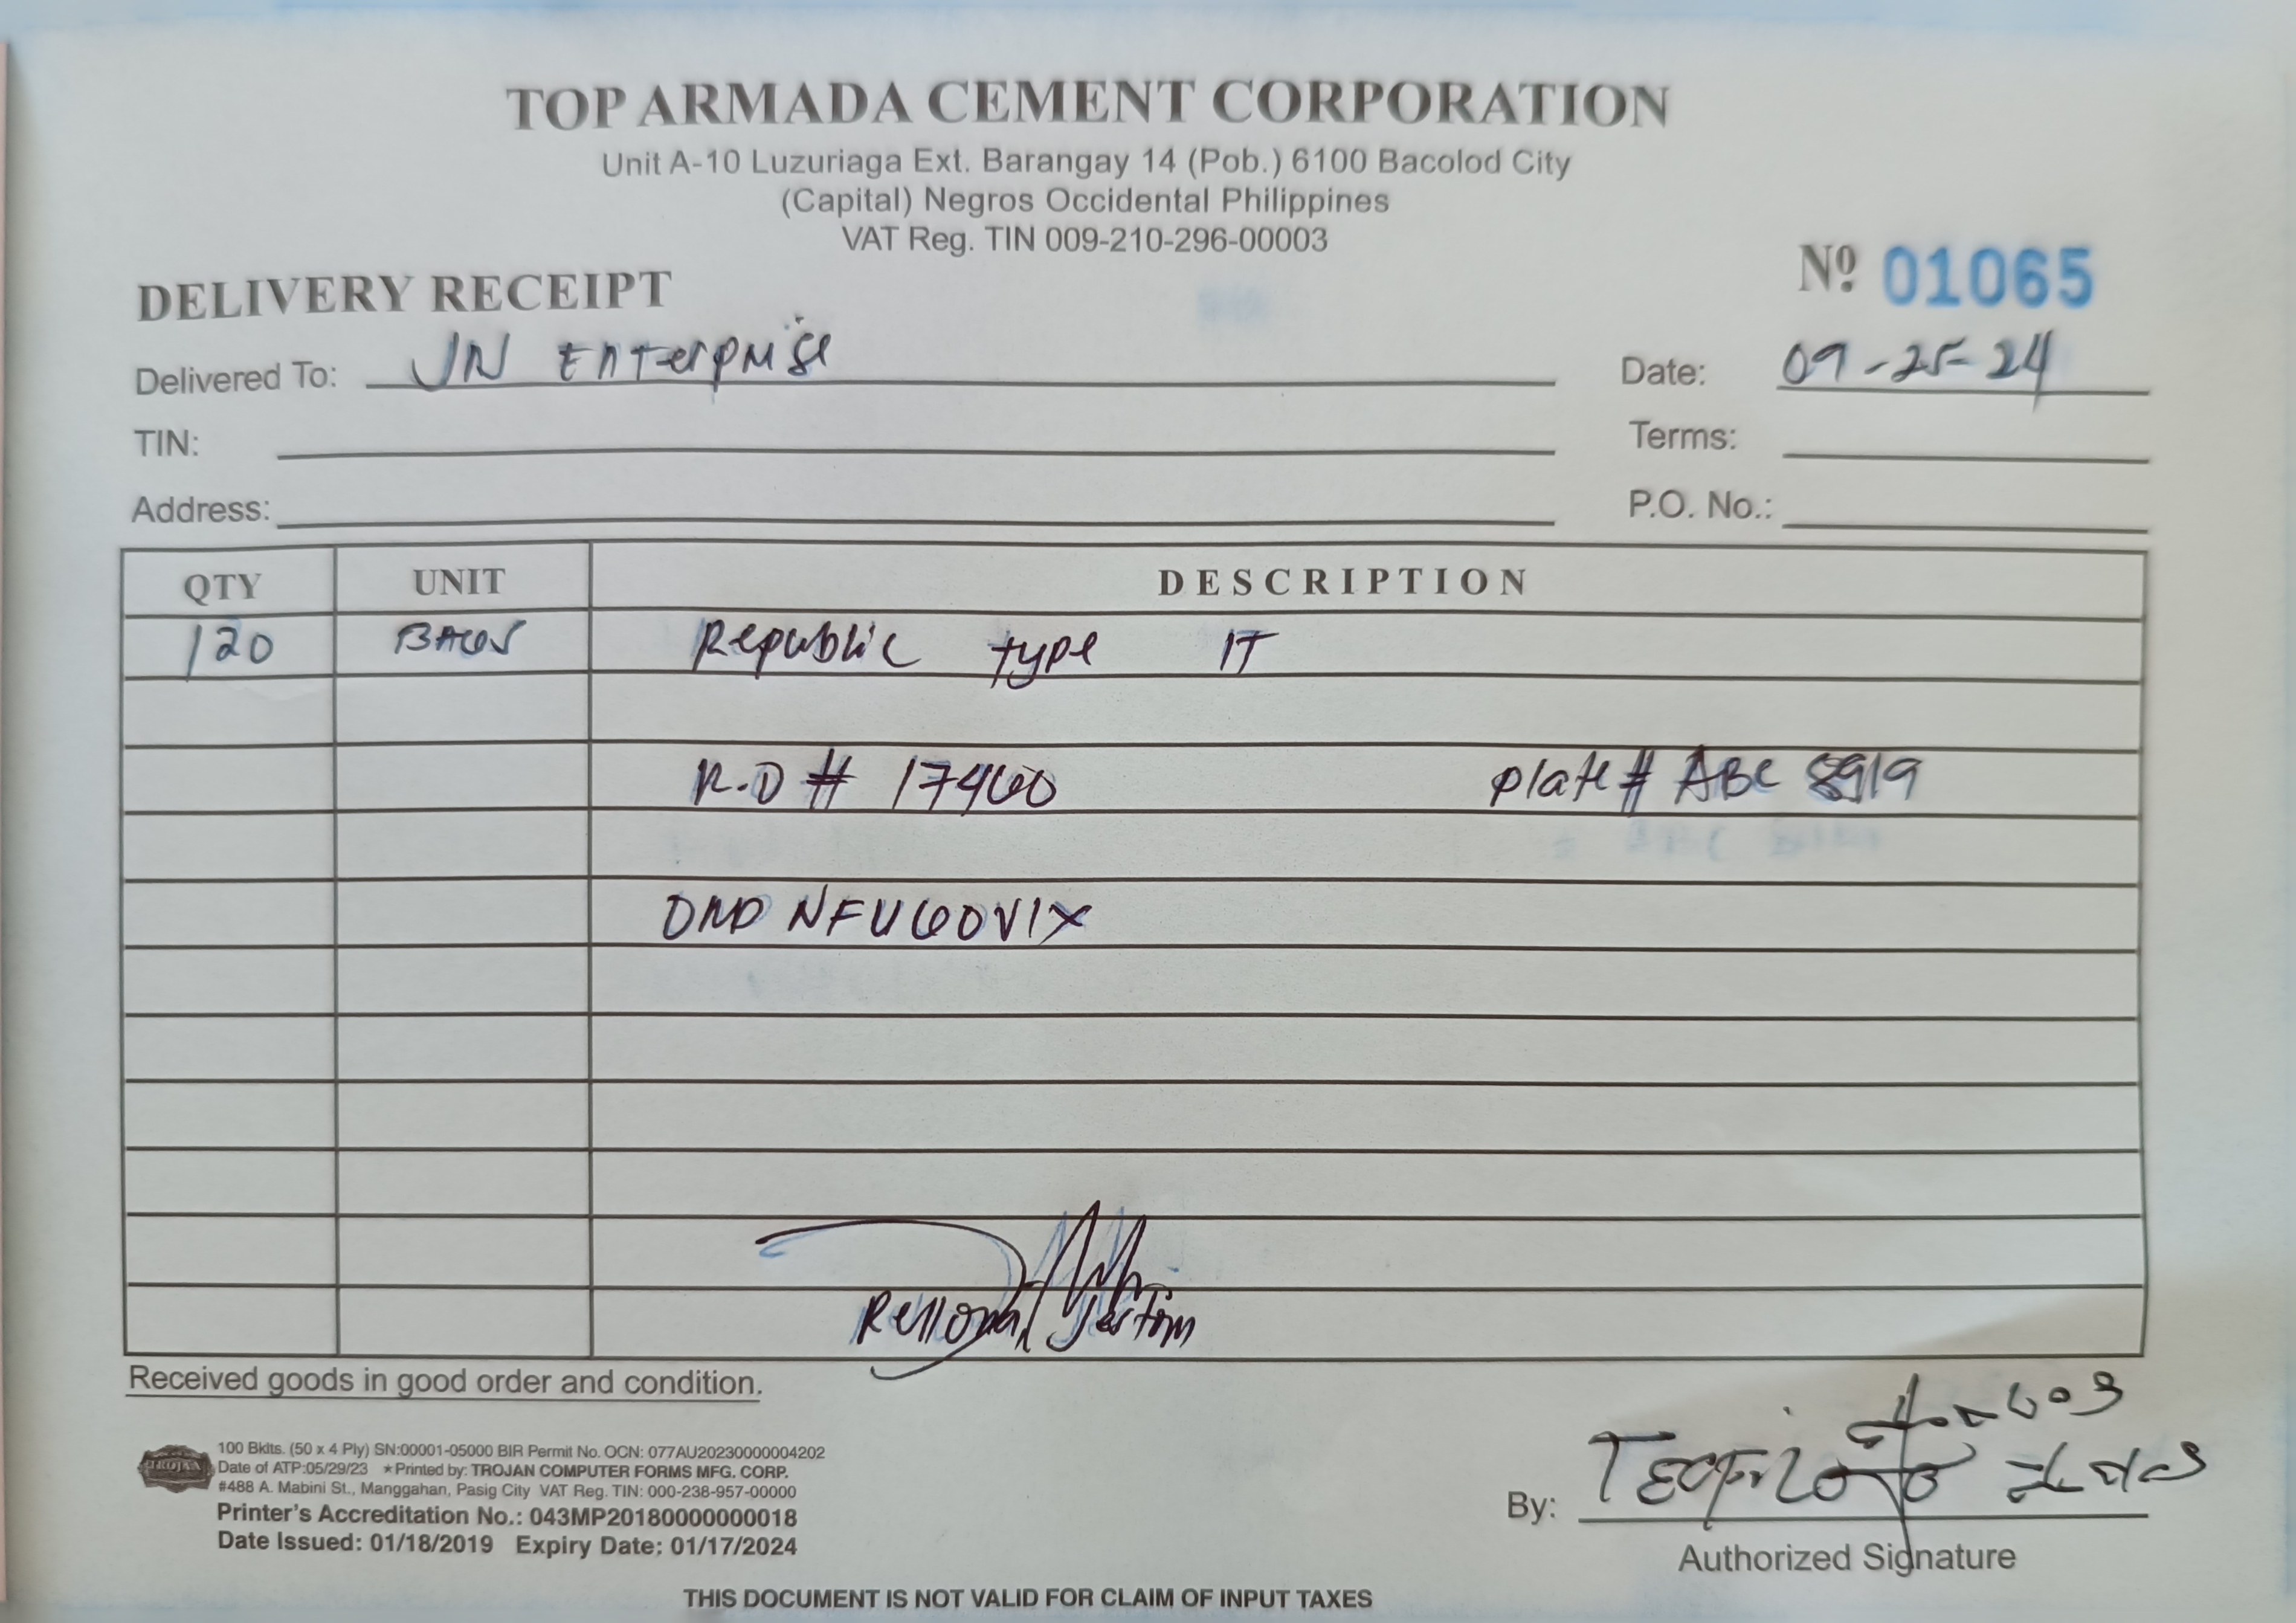 TOP ARMADA CEMENT CORPORATION
Unit A-10 Luzuriaga Ext. Barangay 14 (Pob.) 6100 Bacolod City
(Capital) Negros Occidental Philippines
VAT Reg. TIN 009-210-296-00003
DELIVERY RECEIPT Nº 01065
Delivered To: JN Enterprise Date: 09-25-24
TIN: Terms:
Address: P.O. No.:
QTY UNIT DESCRIPTION
120 BAGS Republic type 1T
R.O # 17460 Plate # ABC 8919
DND NFUGOVIX
Received goods in good order and condition.
TROJAN
100 Bklts. (50 x 4 Ply) SN:00001-05000 BIR Permit No. OCN: 077AU20230000004202
Date of ATP:05/29/23 ★Printed by: TROJAN COMPUTER FORMS MFG. CORP.
#488 A. Mabini St., Manggahan, Pasig City VAT Reg. TIN: 000-238-957-00000
Printer's Accreditation No.: 043MP20180000000018
Date Issued: 01/18/2019 Expiry Date: 01/17/2024
By:
Authorized Signature
THIS DOCUMENT IS NOT VALID FOR CLAIM OF INPUT TAXES